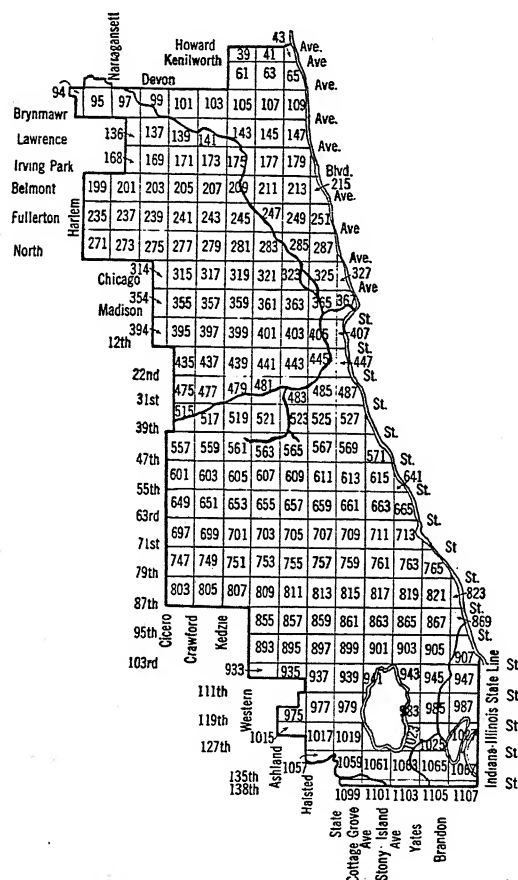 43 Ave.
Narragansett
Howard 39 41 Ave
Kenilworth
Devon 61 63 65 Ave.
94 95 97 99 101 103 105 107 109 Ave.
Brynmawr
136 137 139 141 143 145 147 Ave.
Lawrence
168 169 171 173 175 177 179 Blvd.
Irving Park
215
Belmont 199 201 203 205 207 209 211 213 Ave.
Fullerton 235 237 239 241 243 245 247 249 251 Ave
Harlem
North 271 273 275 277 279 281 283 285 287 Ave.
314 315 317 319 321 323 325 327
Chicago Ave
354 355 357 359 361 363 365 367
Madison St.
394 395 397 399 401 403 405 407
12th St.
435 437 439 441 443 445 447
22nd St.
475 477 479 481 483 485 487
31st St.
515 517 519 521 523 525 527
39th St.
557 559 561 563 565 567 569 571
47th St.
601 603 605 607 609 611 613 615 641
55th St.
649 651 653 655 657 659 661 663 665
63rd St.
697 699 701 703 705 707 709 711 713
71st St
747 749 751 753 755 757 759 761 763 765
79th St.
803 805 807 809 811 813 815 817 819 821 823
87th St.
855 857 859 861 863 865 867 869
95th St.
893 895 897 899 901 903 905 907
103rd St
Cicero
Crawford
Kedzie
933 935 937 939 941 943 945 947
111th St
975 977 979 983 985 987
119th St
1015 1017 1019 1023 1025 1027
127th St
1057 1059 1061 1063 1065 1067
135th
138th St
1099 1101 1103 1105 1107
Western
Ashland
Halsted
State
Cottage Grove Ave
Stony-Island Ave
Yates
Brandon
Indiana-Illinois State Line